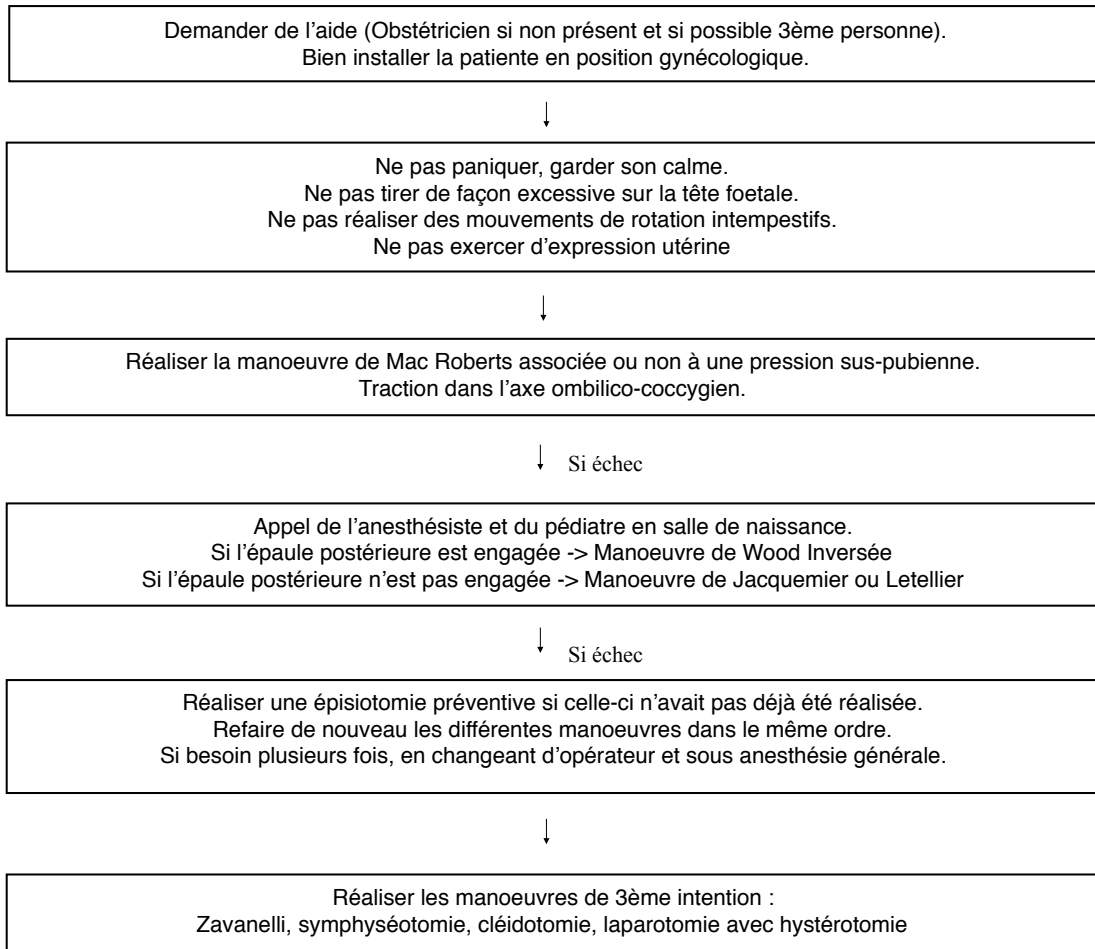 Demander de l’aide (Obstétricien si non présent et si possible 3ème personne).
Bien installer la patiente en position gynécologique.
Ne pas paniquer, garder son calme.
Ne pas tirer de façon excessive sur la tête foetale.
Ne pas réaliser des mouvements de rotation intempestifs.
Ne pas exercer d’expression utérine
Réaliser la manoeuvre de Mac Roberts associée ou non à une pression sus-pubienne.
Traction dans l’axe ombilico-coccygien.
Si échec
Appel de l’anesthésiste et du pédiatre en salle de naissance.
Si l’épaule postérieure est engagée -> Manoeuvre de Wood Inversée
Si l’épaule postérieure n’est pas engagée -> Manoeuvre de Jacquemier ou Letellier
Si échec
Réaliser une épisiotomie préventive si celle-ci n’avait pas déjà été réalisée.
Refaire de nouveau les différentes manoeuvres dans le même ordre.
Si besoin plusieurs fois, en changeant d’opérateur et sous anesthésie générale.
Réaliser les manoeuvres de 3ème intention :
Zavanelli, symphyséotomie, cléidotomie, laparotomie avec hystérotomie